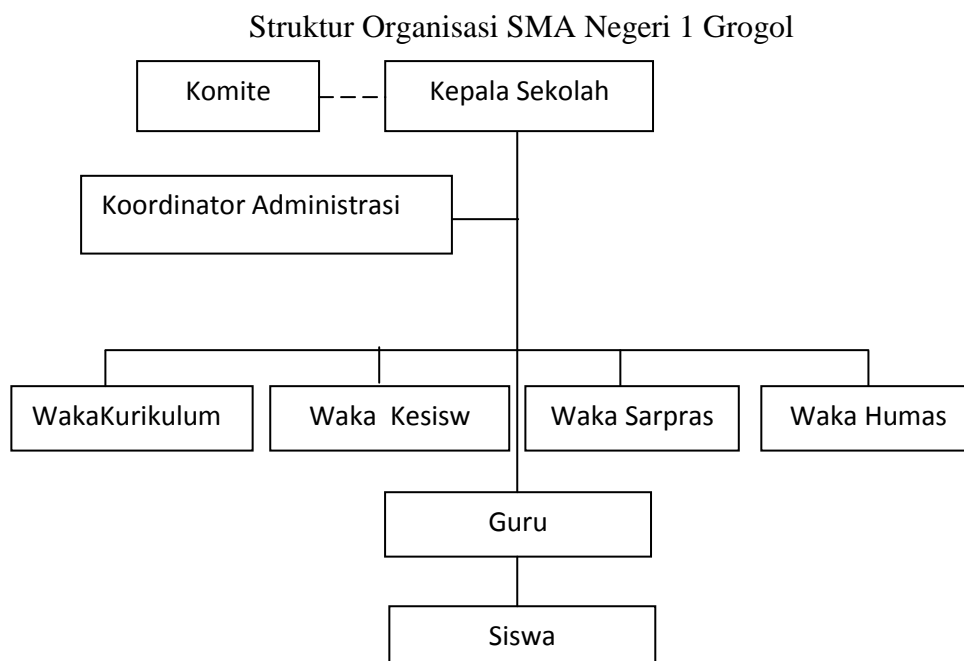 Struktur Organisasi SMA Negeri 1 Grogol
Komite
Kepala Sekolah
Koordinator Administrasi
WakaKurikulum
Waka Kesisw
Waka Sarpras
Waka Humas
Guru
Siswa